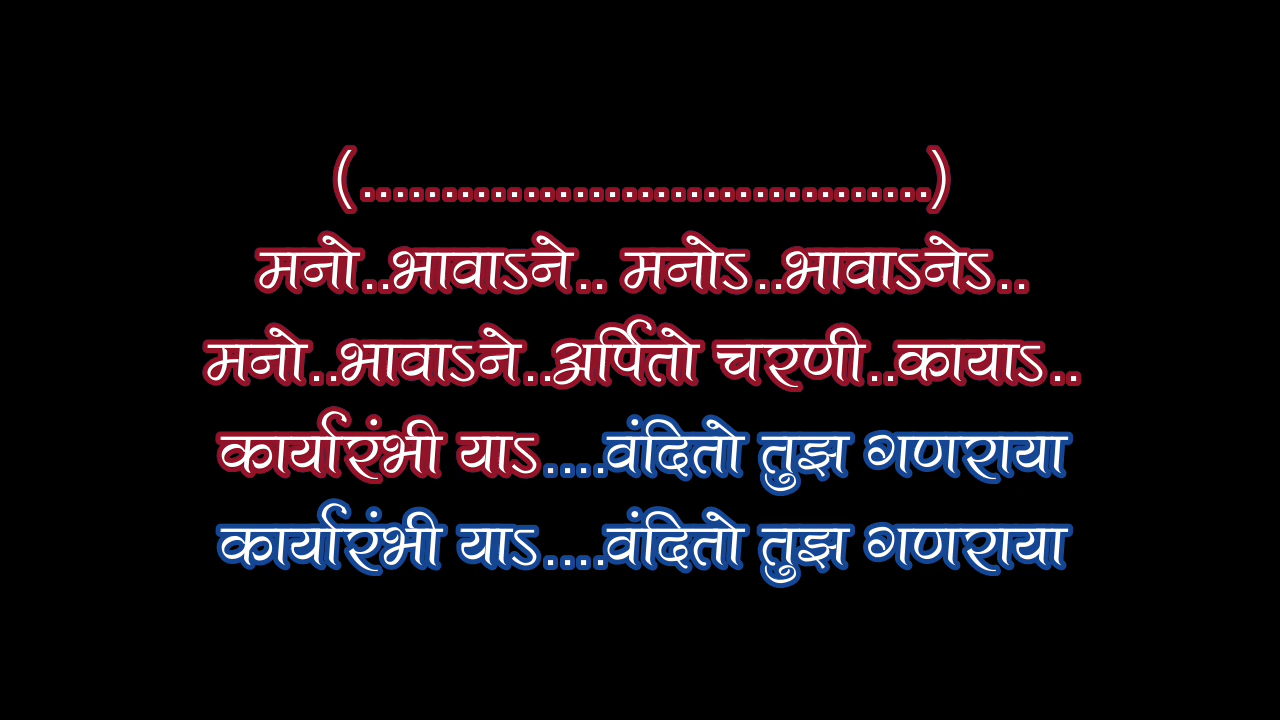 (................................)
मनो..भावाऽने.. मनोऽ..भावाऽनेऽ..
मनो..भावाऽने..अर्पितो चरणी..कायाऽ..
कार्यारंभी याऽ....वंदितो तुझ गणराया
कार्यारंभी याऽ....वंदितो तुझ गणराया